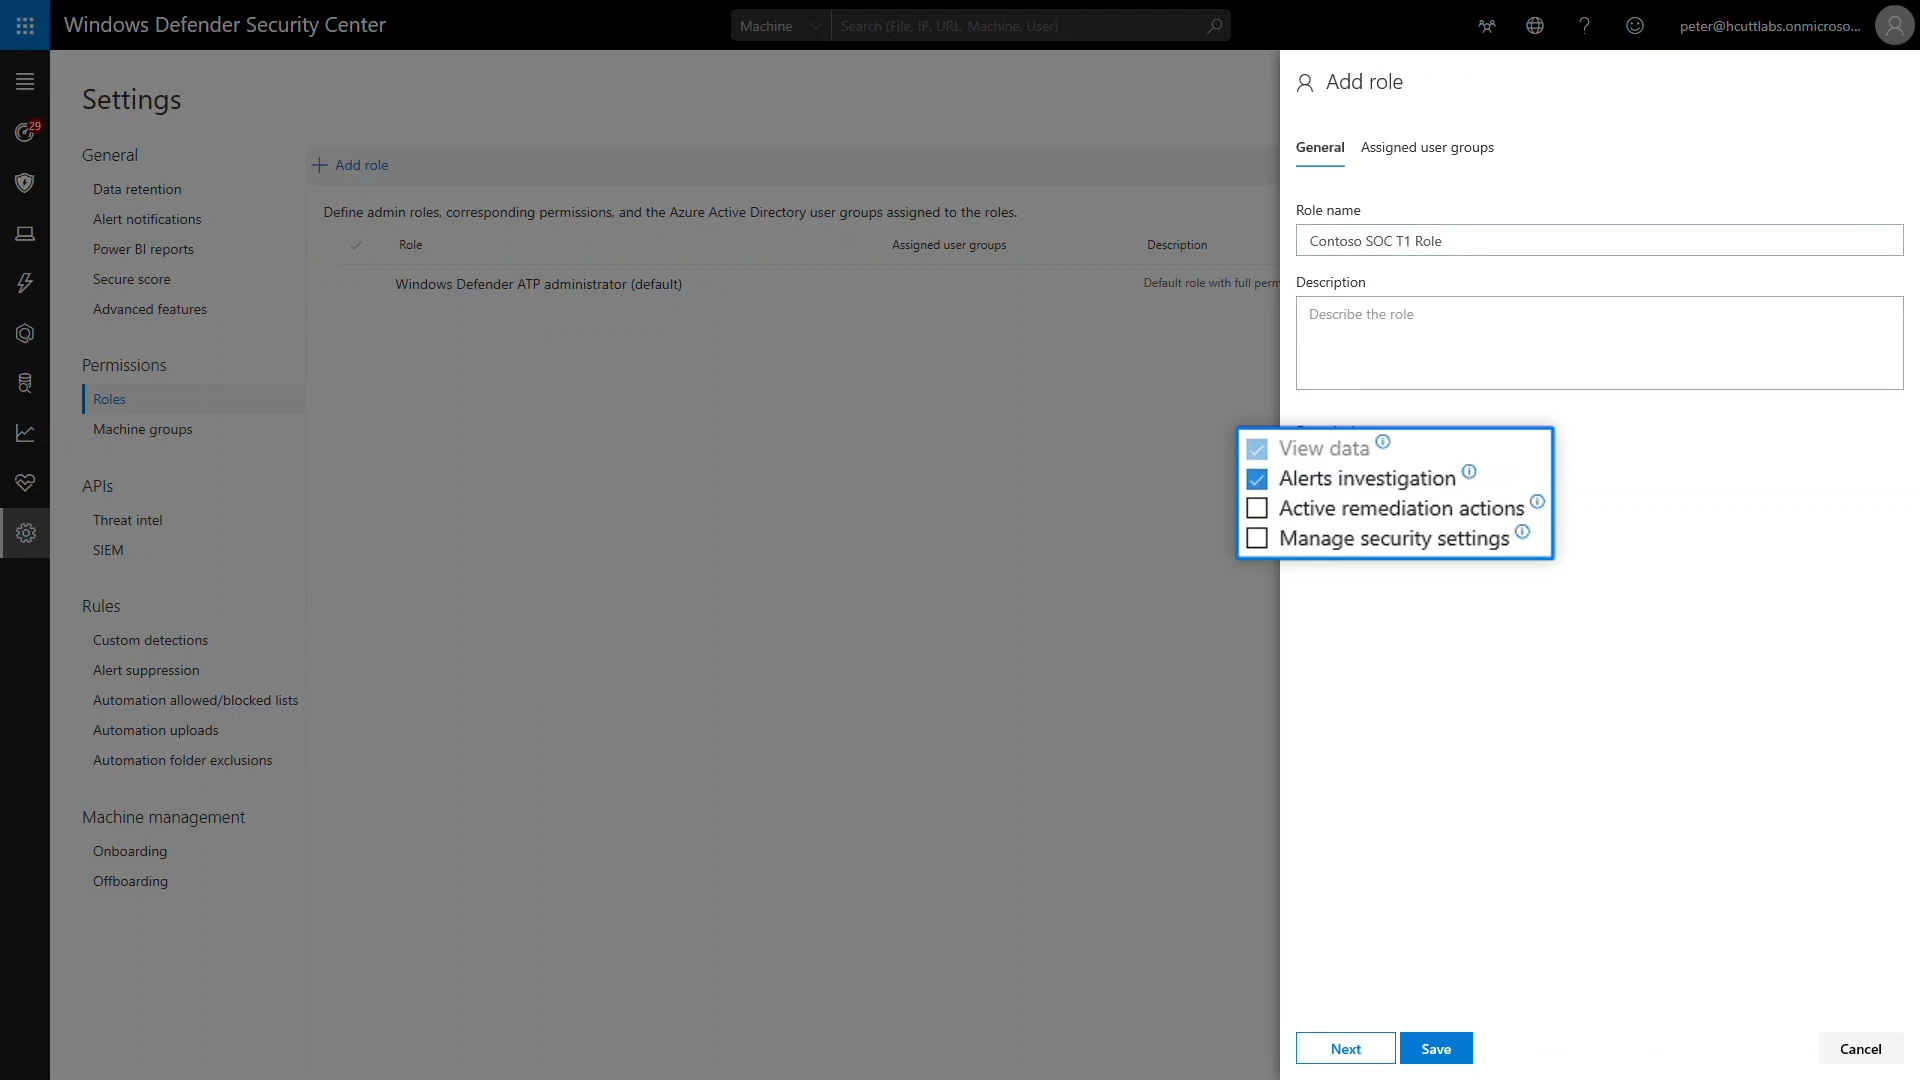 Windows Defender Security Center
Machine
Search (File, IP, URL, Machine, User)
peter@hcuttlabs.onmicroso...
29
Settings
General
Data retention
Alert notifications
Power BI reports
Secure score
Advanced features
Permissions
Roles
Machine groups
APIs
Threat intel
SIEM
Rules
Custom detections
Alert suppression
Automation allowed/blocked lists
Automation uploads
Automation folder exclusions
Machine management
Onboarding
Offboarding
Add role
Define admin roles, corresponding permissions, and the Azure Active Directory user groups assigned to the roles.
Role Assigned user groups Description
Windows Defender ATP administrator (default) Default role with full
Add role
General Assigned user groups
Role name
Contoso SOC T1 Role
Description
Describe the role
View data
Alerts investigation
Active remediation actions
Manage security settings
Next Save Cancel